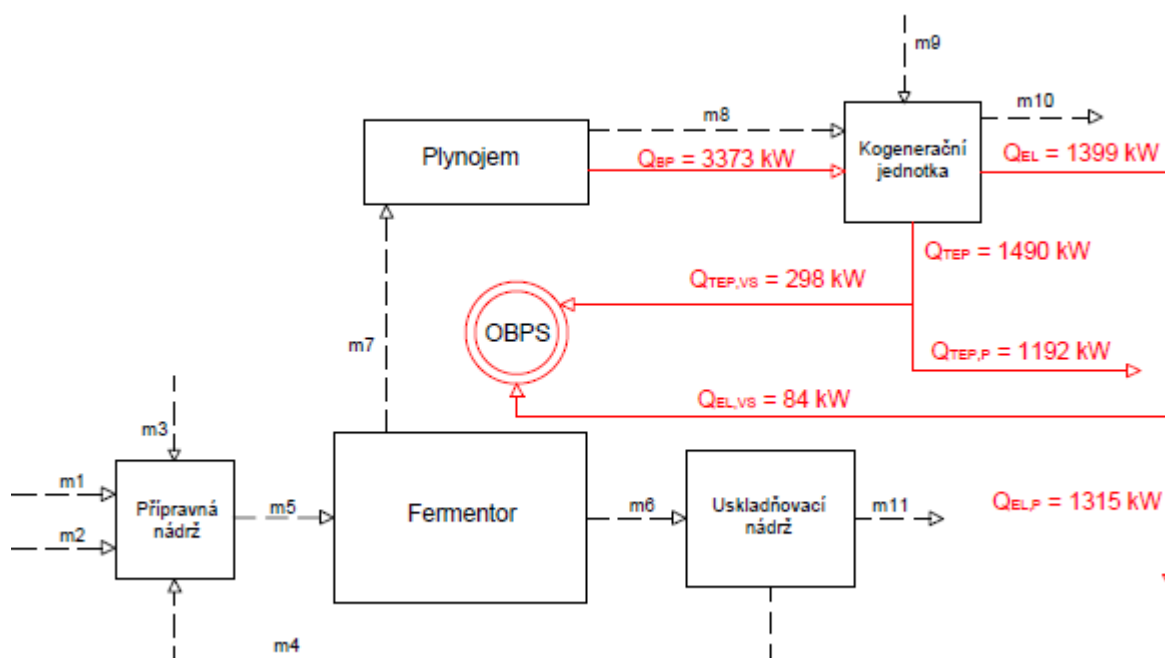 m9
m8
m10
Plynojem
Kogenerační
jednotka
QBP = 3373 kW
QEL = 1399 kW
QTEP = 1490 kW
QTEP,VS = 298 kW
OBPS
m7
QTEP,P = 1192 kW
QEL,VS = 84 kW
m3
m1
m2
Přípravná
nádrž
m5
Fermentor
m6
Uskladňovací
nádrž
m11
QEL,P = 1315 kW
m4